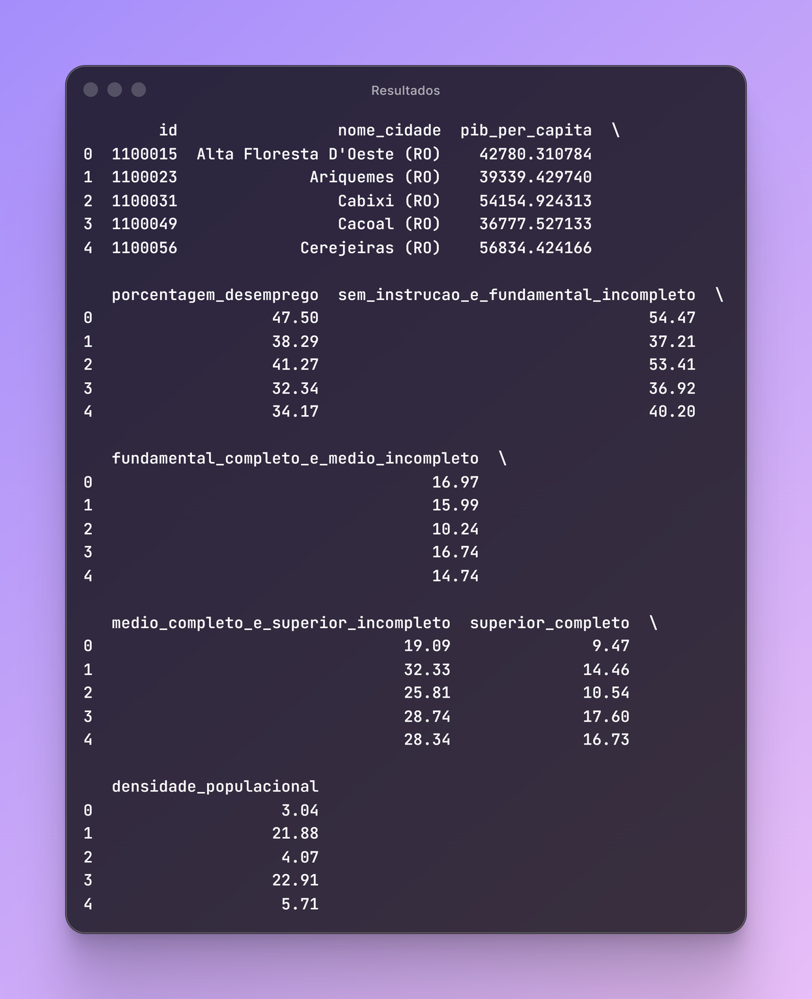 Resultados
id nome_cidade pib_per_capita \
0 1100015 Alta Floresta D'Oeste (RO) 42780.310784
1 1100023 Ariquemes (RO) 39339.429740
2 1100031 Cabixi (RO) 54154.924313
3 1100049 Cacoal (RO) 36777.527133
4 1100056 Cerejeiras (RO) 56834.424166
porcentagem_desemprego sem_instrucao_e_fundamental_incompleto \
0 47.50 54.47
1 38.29 37.21
2 41.27 53.41
3 32.34 36.92
4 34.17 40.20
fundamental_completo_e_medio_incompleto \
0 16.97
1 15.99
2 10.24
3 16.74
4 14.74
medio_completo_e_superior_incompleto superior_completo \
0 19.09 9.47
1 32.33 14.46
2 25.81 10.54
3 28.74 17.60
4 28.34 16.73
densidade_populacional
0 3.04
1 21.88
2 4.07
3 22.91
4 5.71